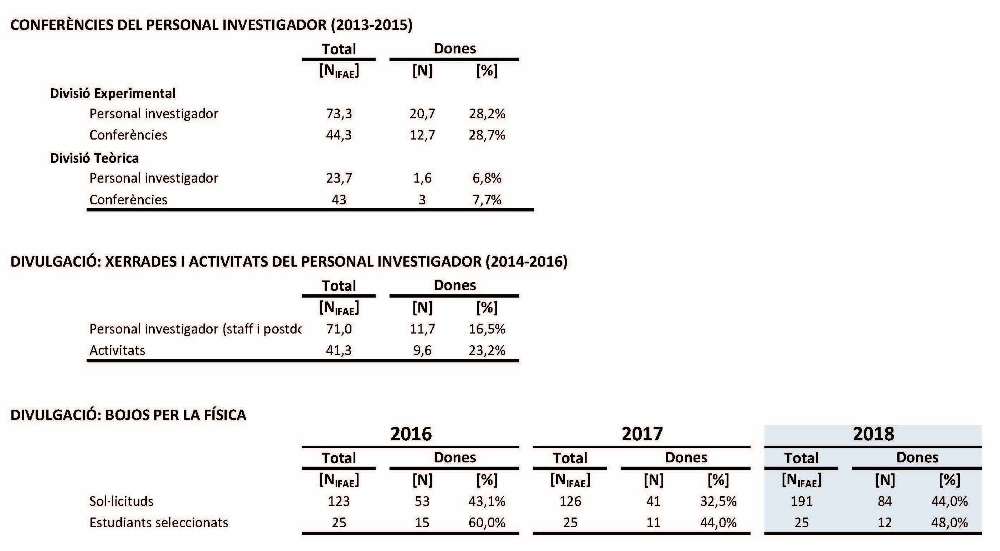 CONFERÈNCIES DEL PERSONAL INVESTIGADOR (2013-2015)
Total Dones
[NIFAE] [N] [%]
Divisió Experimental
Personal investigador 73,3 20,7 28,2%
Conferències 44,3 12,7 28,7%
Divisió Teòrica
Personal investigador 23,7 1,6 6,8%
Conferències 43 3 7,7%
DIVULGACIÓ: XERRADES I ACTIVITATS DEL PERSONAL INVESTIGADOR (2014-2016)
Total Dones
[NIFAE] [N] [%]
Personal investigador (staff i postdc 71,0 11,7 16,5%
Activitats 41,3 9,6 23,2%
DIVULGACIÓ: BOJOS PER LA FÍSICA
2016 2017 2018
Total Dones Total Dones Total Dones
[NIFAE] [N] [%] [NIFAE] [N] [%] [NIFAE] [N] [%]
Sol·licituds 123 53 43,1% 126 41 32,5% 191 84 44,0%
Estudiants seleccionats 25 15 60,0% 25 11 44,0% 25 12 48,0%